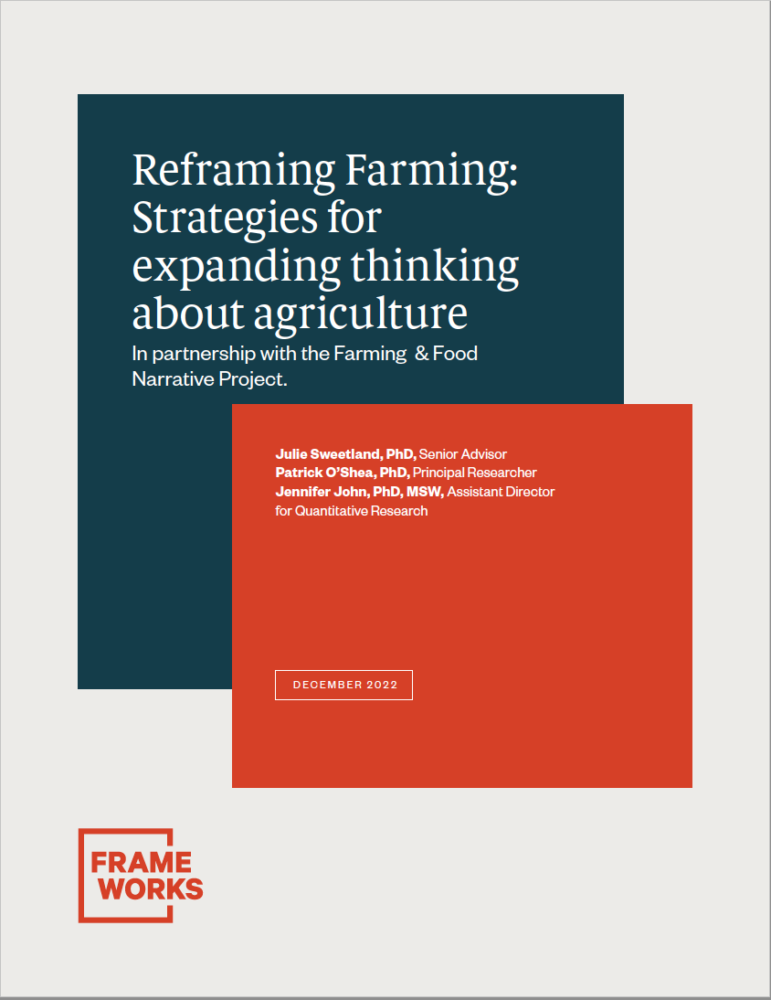 Reframing Farming:
Strategies for
expanding thinking
about agriculture
In partnership with the Farming  & Food
Narrative Project.
Julie Sweetland, PhD, Senior Advisor
Patrick O’Shea, PhD, Principal Researcher
Jennifer John, PhD, MSW, Assistant Director
for Quantitative Research
DECEMBER 2022
FRAME
WORKS